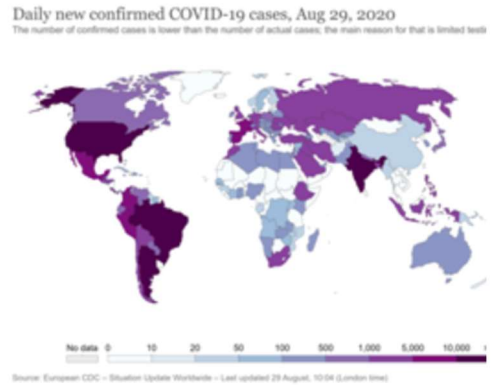 Daily new confirmed COVID-19 cases, Aug 29, 2020
The number of confirmed cases is lower than the number of actual cases; the main reason for that is limited testi
No data 0 10 20 50 100 500 1,000 5,000 10,000
Source: European CDC – Situation Update Worldwide – Last updated 29 August, 10:04 (London time)